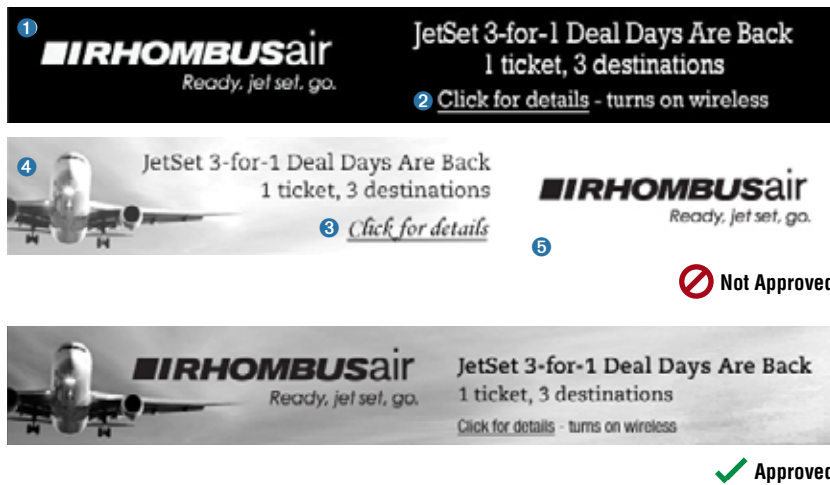 1
RHOMBUSair
Ready, jet set, go.
JetSet 3-for-1 Deal Days Are Back
1 ticket, 3 destinations
2 Click for details - turns on wireless
4
JetSet 3-for-1 Deal Days Are Back
1 ticket, 3 destinations
3 Click for details
RHOMBUSair
Ready, jet set, go.
5
Not Approved
RHOMBUSair
Ready, jet set, go.
JetSet 3-for-1 Deal Days Are Back
1 ticket, 3 destinations
Click for details - turns on wireless
Approved